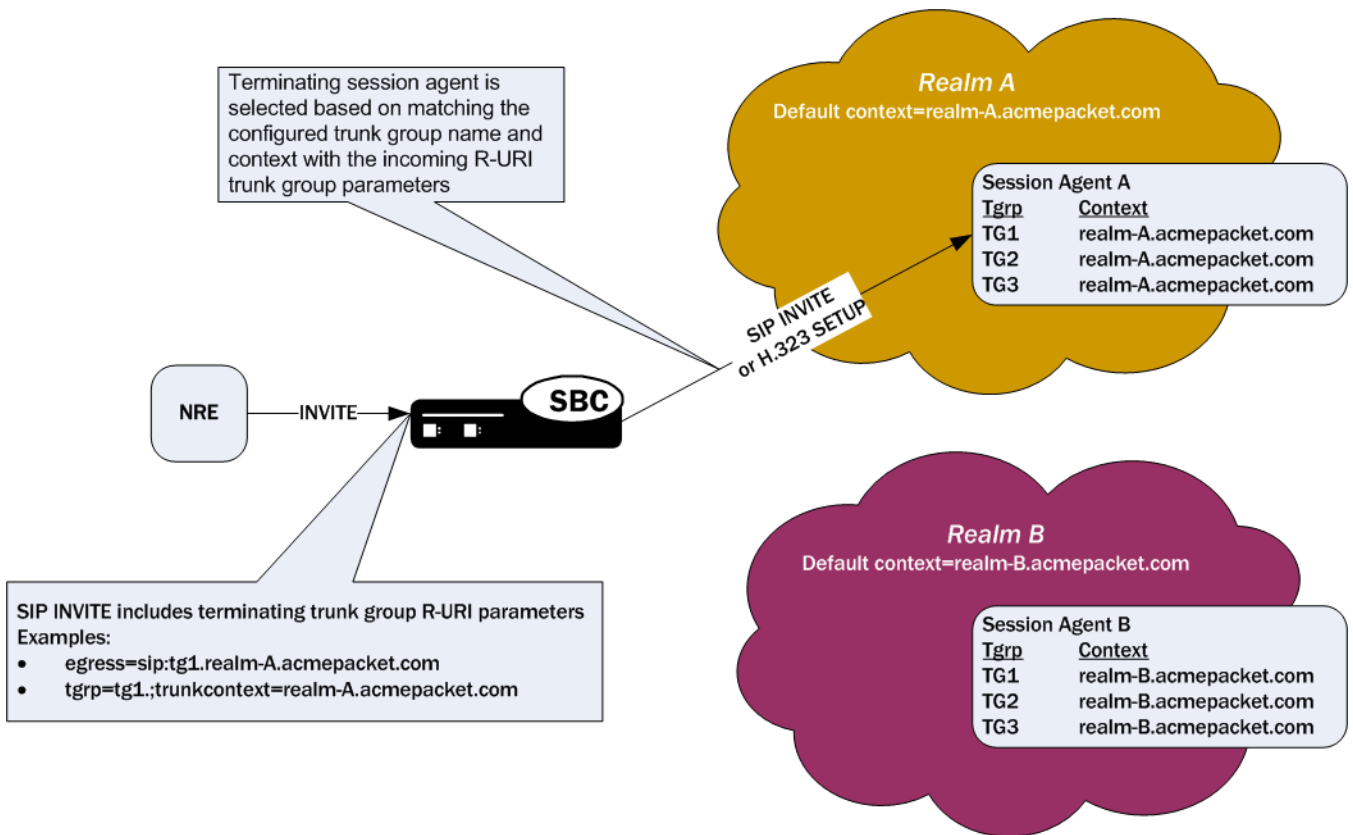 Terminating session agent is
selected based on matching the
configured trunk group name and
context with the incoming R-URI
trunk group parameters
Realm A
Default context=realm-A.acmepacket.com
Session Agent A
Tgrp Context
TG1 realm-A.acmepacket.com
TG2 realm-A.acmepacket.com
TG3 realm-A.acmepacket.com
SIP INVITE
or H.323 SETUP
NRE
INVITE
SBC
Realm B
Default context=realm-B.acmepacket.com
Session Agent B
Tgrp Context
TG1 realm-B.acmepacket.com
TG2 realm-B.acmepacket.com
TG3 realm-B.acmepacket.com
SIP INVITE includes terminating trunk group R-URI parameters
Examples:
• egress=sip:tg1.realm-A.acmepacket.com
• tgrp=tg1.;trunkcontext=realm-A.acmepacket.com